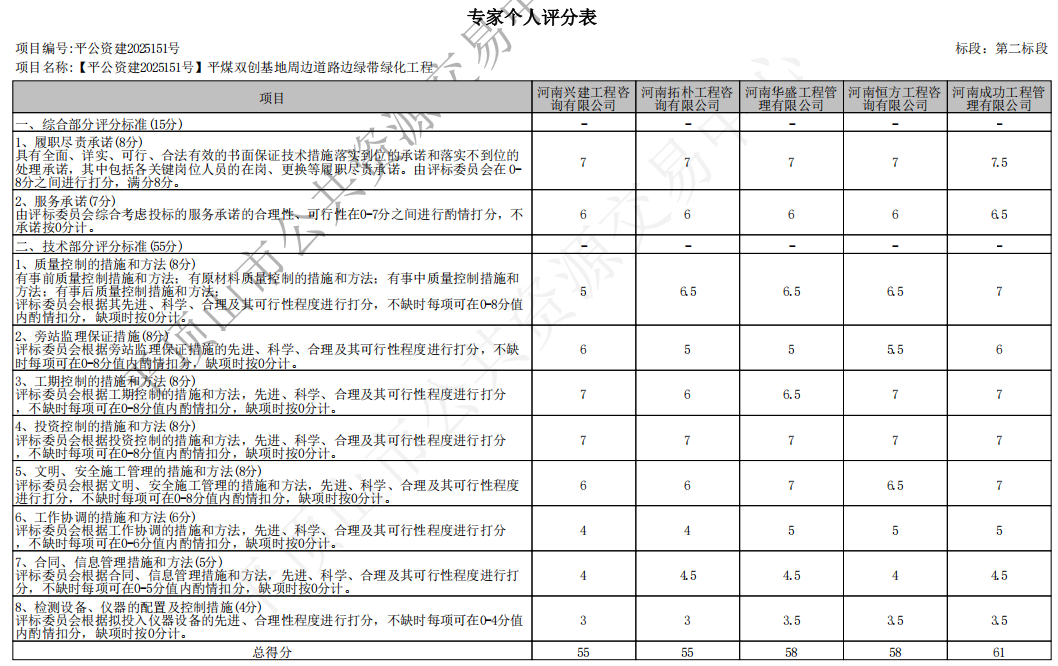 专家个人评分表
项目编号:平公资建2025151号
标段: 第二标段
项目名称:【平公资建2025151号】平煤双创基地周边道路边绿带绿化工程
项目 河南兴建工程咨询有限公司 河南拓朴工程咨询有限公司 河南华盛工程管理有限公司 河南恒方工程咨询有限公司 河南成功工程管理有限公司
一、综合部分评分标准(15分) - - - - -
1、履职尽责承诺(8分)
具有全面、详实、可行、合法有效的书面保证技术措施落实到位的承诺和落实不到位的
处理承诺，其中包括各关键岗位人员的在岗、更换等履职尽责承诺。由评标委员会在0-
8分之间进行打分，满分8分。
7 7 7 7 7.5
2、服务承诺(7分)
由评标委员会综合考虑投标的服务承诺的合理性、可行性在0-7分之间进行酌情打分，不
承诺按0分计。
6 6 6 6 6.5
二、技术部分评分标准(55分) - - - - -
1、质量控制的措施和方法(8分)
有事前质量控制措施和方法；有原材料质量控制的措施和方法；有事中质量控制措施和
方法；有事后质量控制措施和方法；
评标委员会根据其先进、科学、合理及其可行性程度进行打分，不缺时每项可在0-8分值
内酌情扣分，缺项时按0分计。
5 6.5 6.5 6.5 7
2、旁站监理保证措施(8分)
评标委员会根据旁站监理保证措施的先进、科学、合理及其可行性程度进行打分，不缺
时每项可在0-8分值内酌情扣分，缺项时按0分计。
6 5 5 5.5 6
3、工期控制的措施和方法(8分)
评标委员会根据工期控制的措施和方法，先进、科学、合理及其可行性程度进行打分
，不缺时每项可在0-8分值内酌情扣分，缺项时按0分计。
7 6 6.5 7 7
4、投资控制的措施和方法(8分)
评标委员会根据投资控制的措施和方法，先进、科学、合理及其可行性程度进行打分
，不缺时每项可在0-8分值内酌情扣分，缺项时按0分计。
7 7 7 7 7
5、文明、安全施工管理的措施和方法(8分)
评标委员会根据文明、安全施工管理的措施和方法，先进、科学、合理及其可行性程度
进行打分，不缺时每项可在0-8分值内酌情扣分，缺项时按0分计。
6 6 7 6.5 7
6、工作协调的措施和方法(6分)
评标委员会根据工作协调的措施和方法，先进、科学、合理及其可行性程度进行打分
，不缺时每项可在0-6分值内酌情扣分，缺项时按0分计。
4 4 5 5 5
7、合同、信息管理措施和方法(5分)
评标委员会根据合同、信息管理措施和方法，先进、科学、合理及其可行性程度进行打
分，不缺时每项可在0-5分值内酌情扣分，缺项时按0分计。
4 4.5 4.5 4 4.5
8、检测设备、仪器的配置及控制措施(4分)
评标委员会根据拟投入仪器设备的先进、合理性程度进行打分，不缺时每项可在0-4分值
内酌情扣分，缺项时按0分计。
3 3 3.5 3.5 3.5
总得分 55 55 58 58 61
平顶山市公共资源交易中心
平顶山市公共资源交易中心